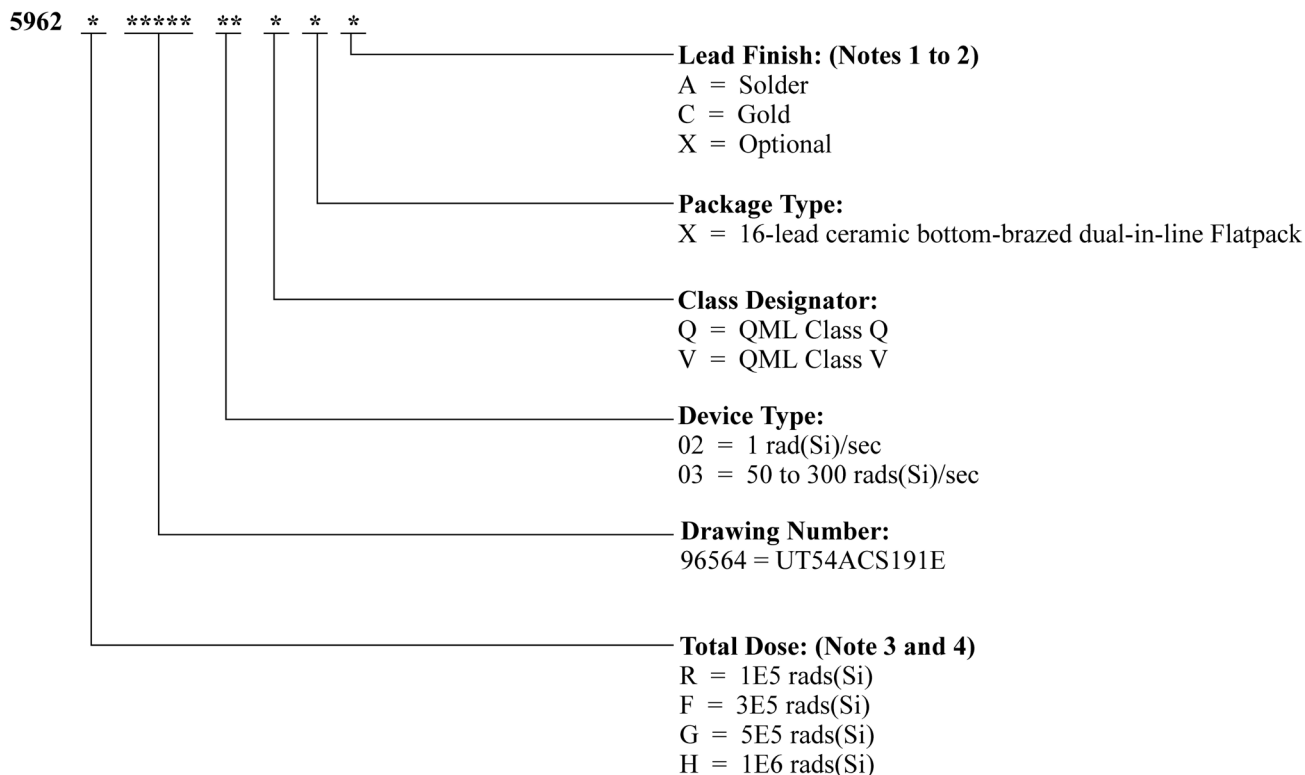 5962 * ***** ** * * *
Lead Finish: (Notes 1 to 2)
A = Solder
C = Gold
X = Optional
Package Type:
X = 16-lead ceramic bottom-brazed dual-in-line Flatpack
Class Designator:
Q = QML Class Q
V = QML Class V
Device Type:
02 = 1 rad(Si)/sec
03 = 50 to 300 rads(Si)/sec
Drawing Number:
96564 = UT54ACS191E
Total Dose: (Note 3 and 4)
R = 1E5 rads(Si)
F = 3E5 rads(Si)
G = 5E5 rads(Si)
H = 1E6 rads(Si)